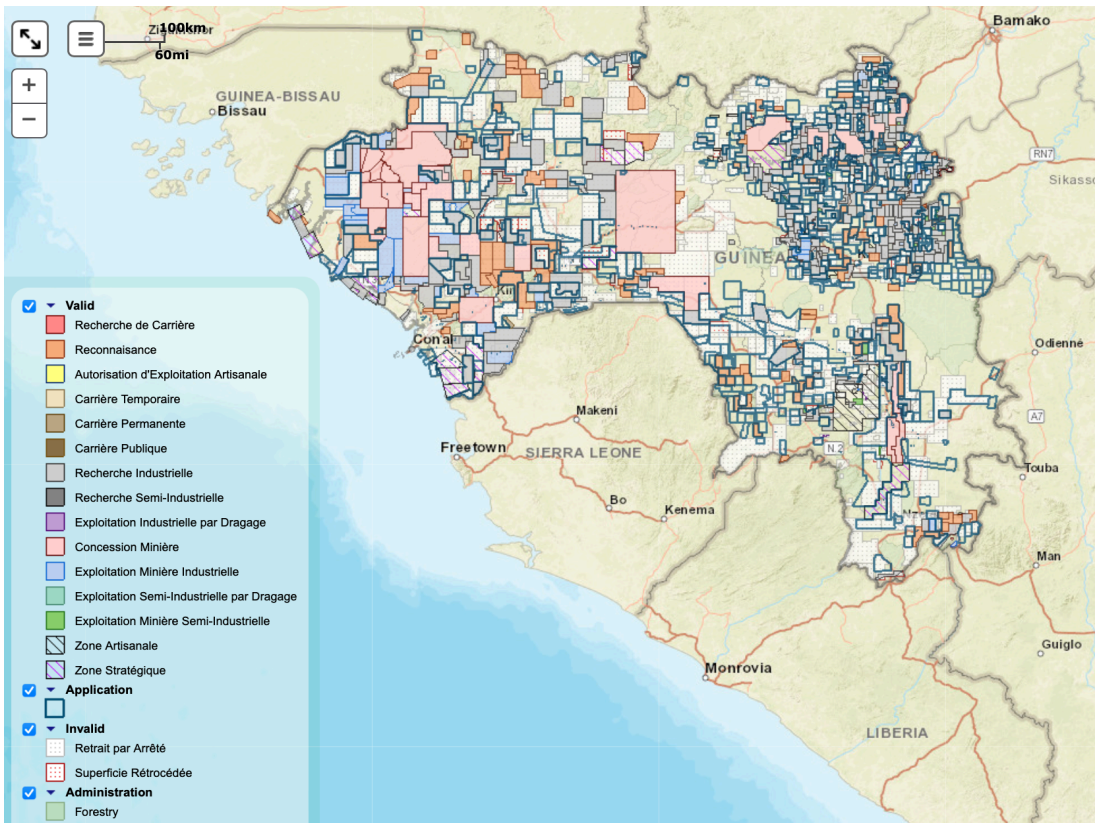 100km
60mi
+
−
Bamako
GUINEA-BISSAU
Bissau
RN7
GUINEA
N.3
Odienné
Makeni
A7
Freetown
SIERRA LEONE
N.2
Touba
Bo
Kenema
Man
Guiglo
Monrovia
LIBERIA
Valid
Recherche de Carrière
Reconnaisance
Autorisation d'Exploitation Artisanale
Carrière Temporaire
Carrière Permanente
Carrière Publique
Recherche Industrielle
Recherche Semi-Industrielle
Exploitation Industrielle par Dragage
Concession Minière
Exploitation Minière Industrielle
Exploitation Semi-Industrielle par Dragage
Exploitation Minière Semi-Industrielle
Zone Artisanale
Zone Stratégique
Application
Invalid
Retrait par Arrêté
Superficie Rétrocédée
Administration
Forestry